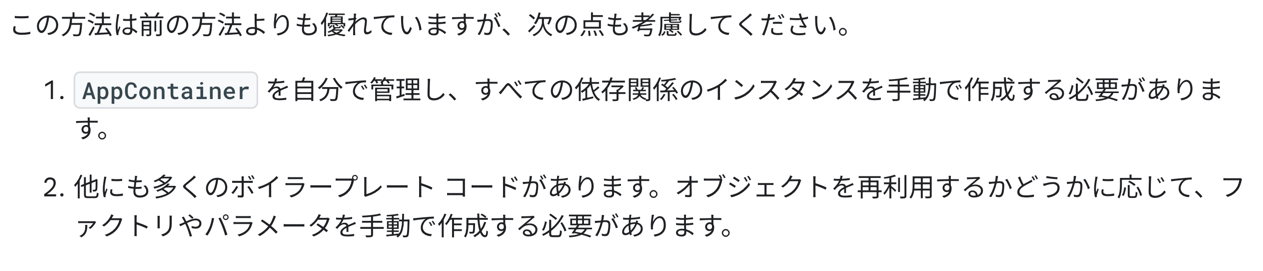 この方法は前の方法よりも優れていますが、次の点も考慮してください。
1. AppContainer を自分で管理し、すべての依存関係のインスタンスを手動で作成する必要がありま
す。
2. 他にも多くのボイラープレート コードがあります。オブジェクトを再利用するかどうかに応じて、フ
ァクトリやパラメータを手動で作成する必要があります。